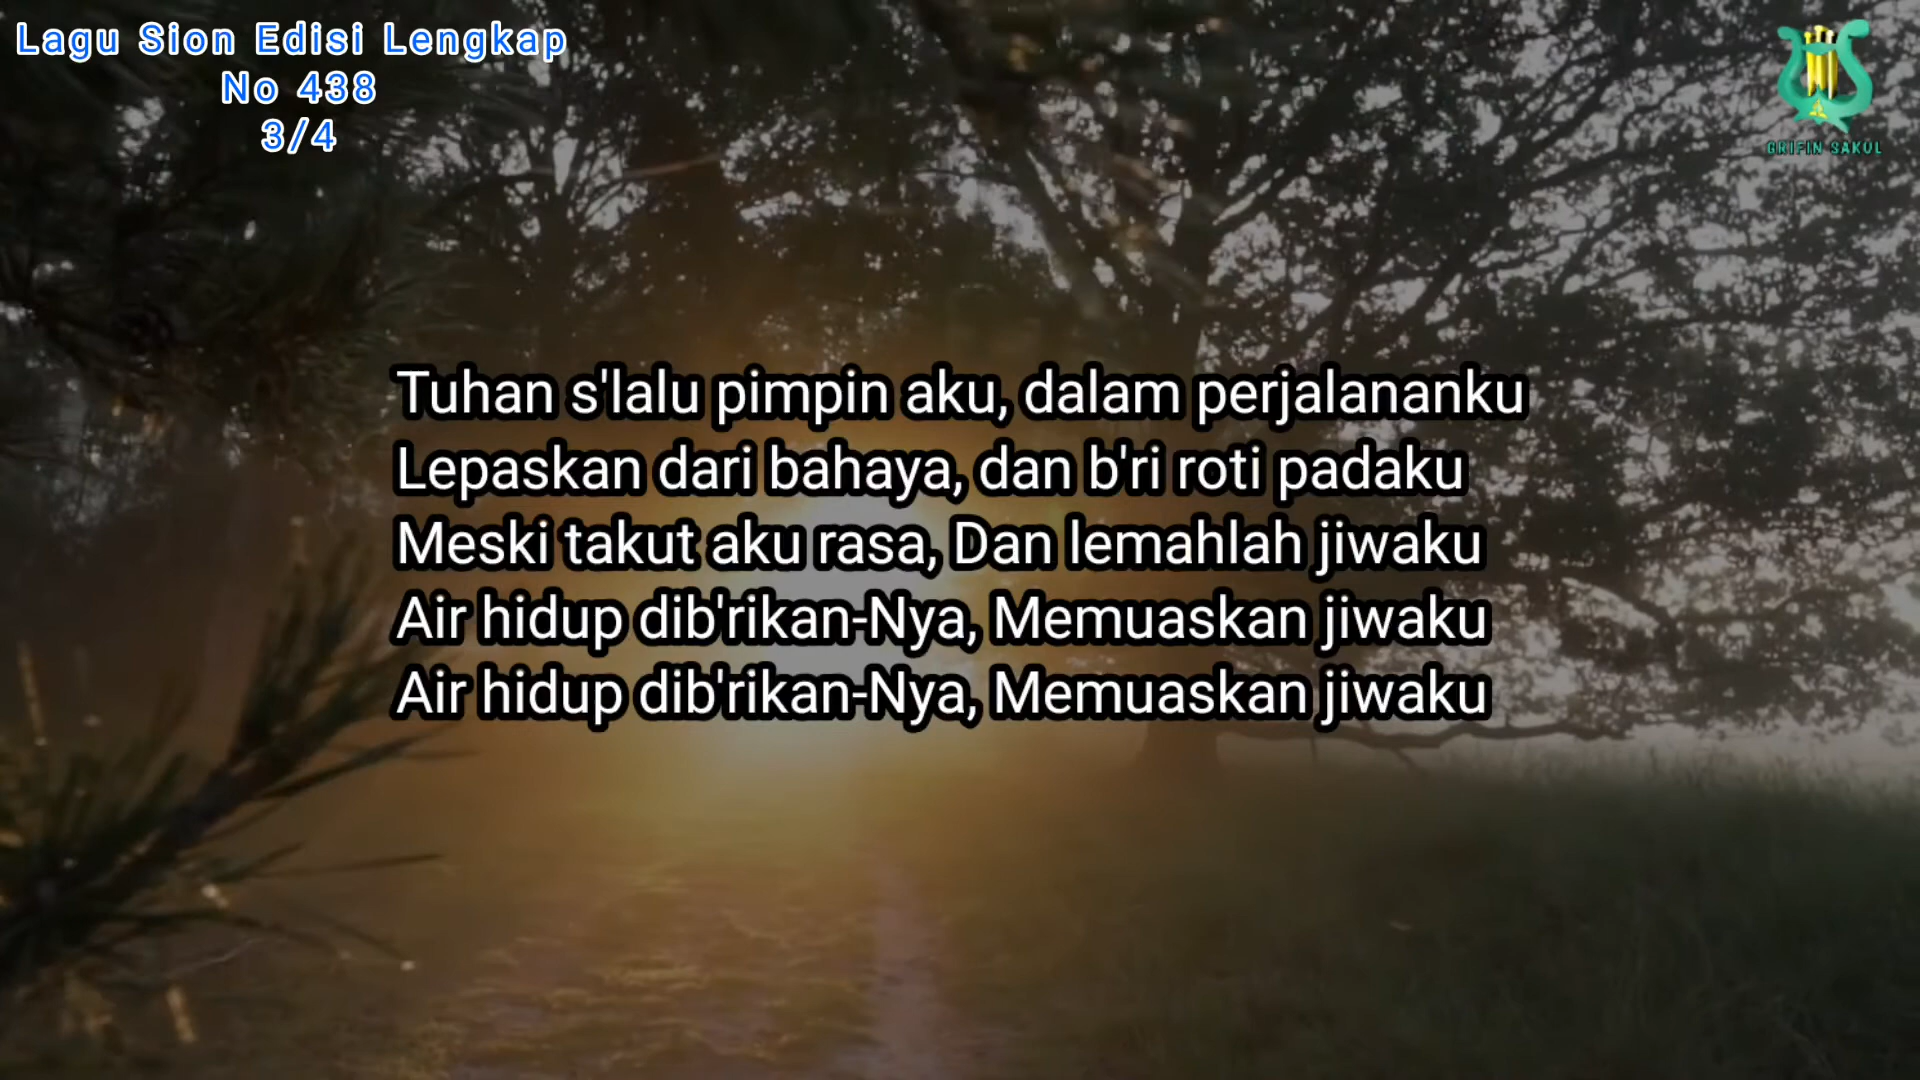 Lagu Sion Edisi Lengkap
No 438
3/4
GRIFIN SAKUL
Tuhan s'lalu pimpin aku, dalam perjalananku
Lepaskan dari bahaya, dan b'ri roti padaku
Meski takut aku rasa, Dan lemahlah jiwaku
Air hidup dib'rikan-Nya, Memuaskan jiwaku
Air hidup dib'rikan-Nya, Memuaskan jiwaku